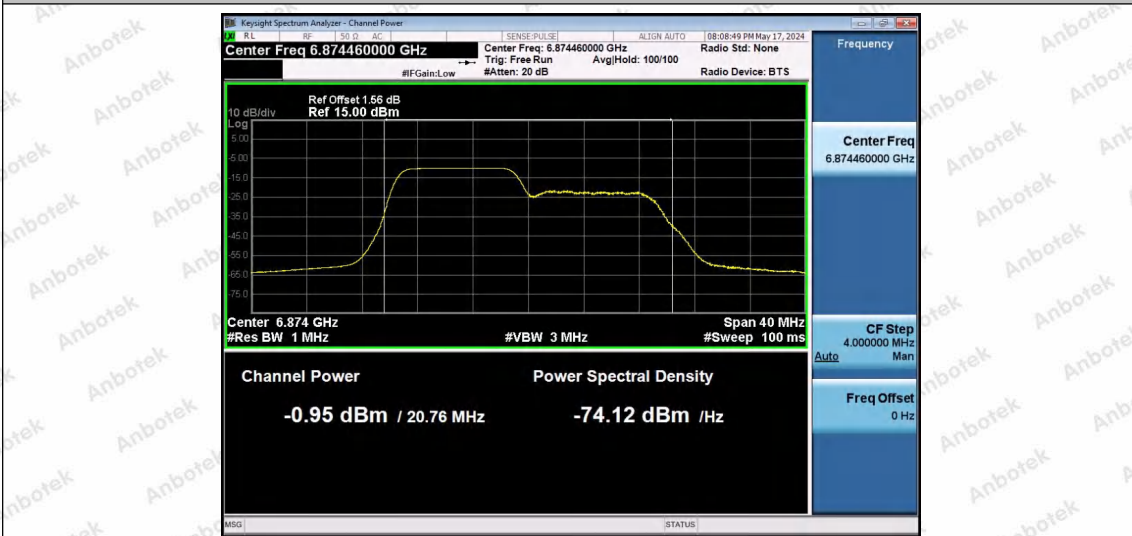 Keysight Spectrum Analyzer - Channel Power
RL RF 50 Ω AC SENSE:PULSE ALIGN AUTO 08:08:49 PM May 17, 2024
Center Freq 6.874460000 GHz
Center Freq: 6.874460000 GHz
Radio Std: None
Trig: Free Run Avg|Hold: 100/100
#IFGain:Low
#Atten: 20 dB
Radio Device: BTS
Frequency
Ref Offset 1.56 dB
10 dB/div Ref 15.00 dBm
Log
5.00
-5.00
-15.0
-25.0
-35.0
-45.0
-55.0
-65.0
-75.0
Center Freq
6.874460000 GHz
Center 6.874 GHz Span 40 MHz
#Res BW 1 MHz #VBW 3 MHz #Sweep 100 ms
CF Step
4.000000 MHz
Auto Man
Channel Power Power Spectral Density
-0.95 dBm / 20.76 MHz -74.12 dBm /Hz
Freq Offset
0 Hz
MSG STATUS
Anbotek